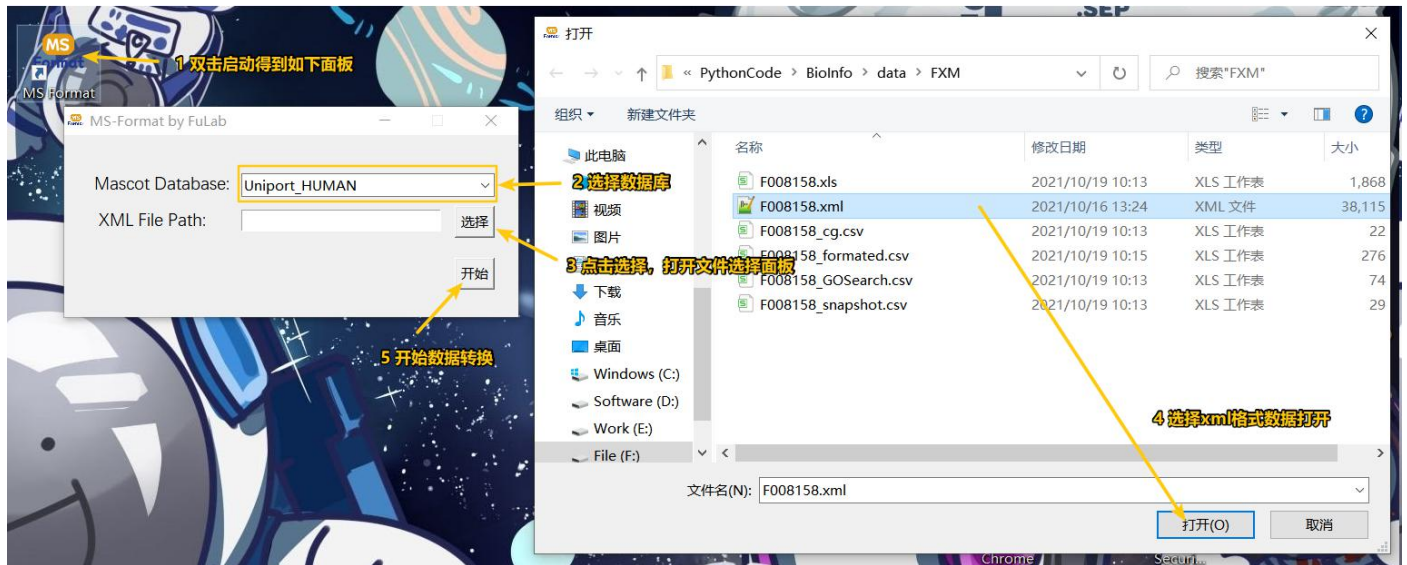 .SEP
MS
Format
MS Format
1 双击启动得到如下面板
MS-Format by FuLab
Mascot Database:
Uniport_HUMAN
2 选择数据库
XML File Path:
选择
3 点击选择，打开文件选择面板
开始
5 开始数据转换
打开
« PythonCode > BioInfo > data > FXM
搜索"FXM"
组织
新建文件夹
此电脑
视频
图片
下载
音乐
桌面
Windows (C:)
Software (D:)
Work (E:)
File (F:)
名称 修改日期 类型 大小
F008158.xls 2021/10/19 10:13 XLS 工作表 1,868
F008158.xml 2021/10/16 13:24 XML 文件 38,115
F008158_cg.csv 2021/10/19 10:13 XLS 工作表 22
F008158_formated.csv 2021/10/19 10:15 XLS 工作表 276
F008158_GOSearch.csv 2021/10/19 10:13 XLS 工作表 74
F008158_snapshot.csv 2021/10/19 10:13 XLS 工作表 29
4 选择xml格式数据打开
文件名(N): F008158.xml
打开(O)
取消
Chrome